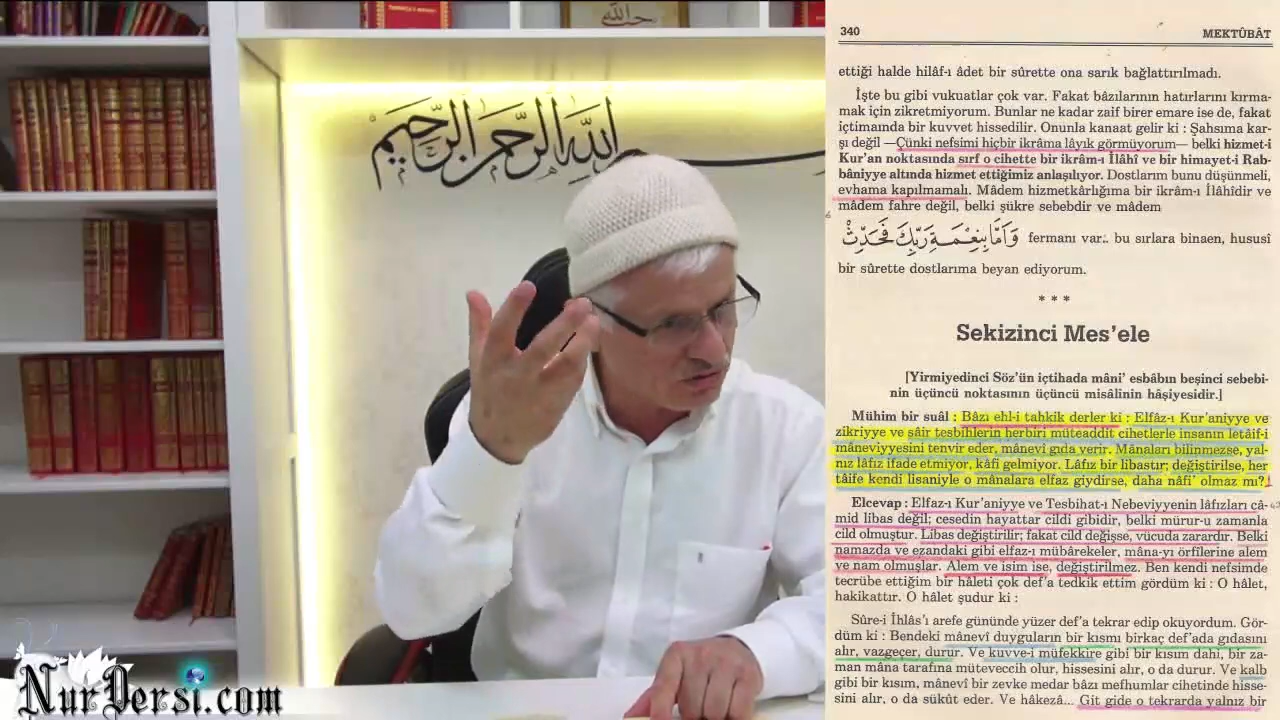 بسم الله الرحمن الرحيم
NurDersi.com
340 MEKTÛBÂT
ettiği halde hilâf-ı âdet bir sûrette ona sarık bağlattırılmadı.
İşte bu gibi vukuatlar çok var. Fakat bâzılarının hatırlarını kırma-
mak için zikretmiyorum. Bunlar ne kadar zaif birer emare ise de, fakat
içtimamda bir kuvvet hissedilir. Onunla kanaat gelir ki : Şahsıma kar-
şı değil —Çünki nefsimi hiçbir ikrâma lâyık görmüyorum— belki hizmet-i
Kur'an noktasında sırf o cihette bir ikrâm-ı İlâhî ve bir himayet-i Rab-
bâniyye altında hizmet ettiğimiz anlaşılıyor. Dostlarım bunu düşünmeli,
evhama kapılmamalı. Mâdem hizmetkârlığıma bir ikrâm-ı İlâhîdir ve
mâdem fahre değil, belki şükre sebebdir ve mâdem
وَاَمَّا بِنِعْمَةِ رَبِّكَ فَحَدِّثْ fermanı var.. bu sırlara binaen, hususî
bir sûrette dostlarıma beyan ediyorum.
* * *
Sekizinci Mes'ele
[Yirmiyedinci Söz'ün içtihada mâni' esbâbın beşinci sebebi-
nin üçüncü noktasının üçüncü misâlinin hâşiyesidir.]
Mühim bir suâl : Bâzı ehl-i tahkik derler ki : Elfâz-ı Kur'aniyye ve
zikriyye ve sâir tesbihlerin herbiri müteaddit cihetlerle insanın letâif-i
mâneviyyesini tenvir eder, mânevî gıda verir. Mânaları bilinmezse, yal-
nız lâfız ifade etmiyor, kâfi gelmiyor. Lâfız bir libastır; değiştirilse, her
tâife kendi lisaniyle o mânalara elfaz giydirse, daha nâfi' olmaz mı?
Elcevap : Elfaz-ı Kur'aniyye ve Tesbihat-ı Nebeviyyenin lâfızları câ-
mid libas değil; cesedin hayattar cildi gibidir, belki mürur-u zamanla
cild olmuştur. Libas değiştirilir; fakat cild değişse, vücuda zarardır. Belki
namazda ve ezandaki gibi elfaz-ı mübârekeler, mâna-yı örfîlerine alem
ve nam olmuşlar. Alem ve isim ise, değiştirilmez. Ben kendi nefsimde
tecrübe ettiğim bir hâleti çok def'a tedkik ettim gördüm ki : O hâlet,
hakikattır. O hâlet şudur ki :
Sûre-i İhlâs'ı arefe gününde yüzer def'a tekrar edip okuyordum. Gör-
düm ki : Bendeki mânevî duyguların bir kısmı birkaç def'ada gıdasını
alır, vazgeçer, durur. Ve kuvve-i müfekkire gibi bir kısım dahi, bir za-
man mâna tarafına müteveccih olur, hissesini alır, o da durur. Ve kalb
gibi bir kısım, mânevî bir zevke medar bâzı mefhumlar cihetinde hisse-
sini alır, o da sükût eder. Ve hâkezâ... Git gide o tekrarda yalnız bir